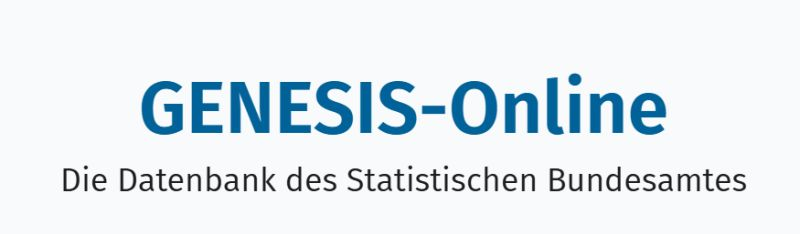 GENESIS-Online
Die Datenbank des Statistischen Bundesamtes